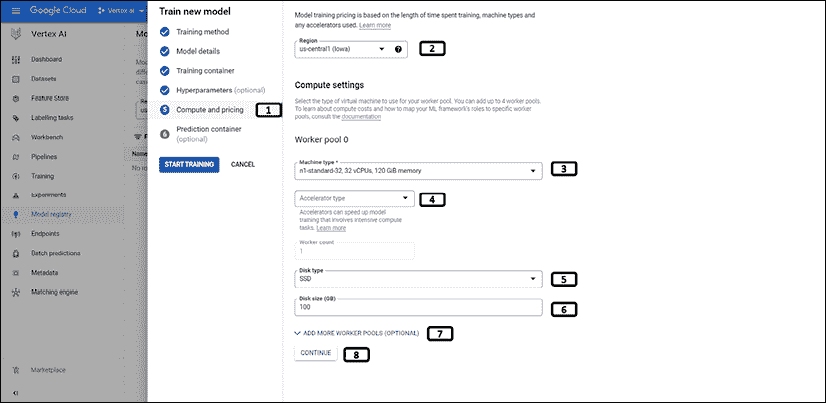 Google Cloud
Vertex ai
Vertex AI
Dashboard
Datasets
Feature Store
Labelling tasks
Workbench
Pipelines
Training
Experiments
Model registry
Endpoints
Batch predictions
Metadata
Matching engine
Marketplace
Train new model
Training method
Model details
Training container
Hyperparameters (optional)
5 Compute and pricing 1
6 Prediction container
(optional)
START TRAINING CANCEL
Model training pricing is based on the length of time spent training, machine types and
any accelerators used. Learn more
Region
us-central1 (Iowa) 2
Compute settings
Select the type of virtual machine to use for your worker pool. You can add up to 4 worker pools.
To learn about compute costs and how to map your ML framework's roles to specific worker
pools, consult the documentation
Worker pool 0
Machine type *
n1-standard-32, 32 vCPUs, 120 GiB memory 3
Accelerator type 4
Accelerators can speed up model
training that involves intensive compute
tasks. Learn more
Worker count
1
Disk type
SSD 5
Disk size (GB)
100 6
ADD MORE WORKER POOLS (OPTIONAL) 7
CONTINUE 8